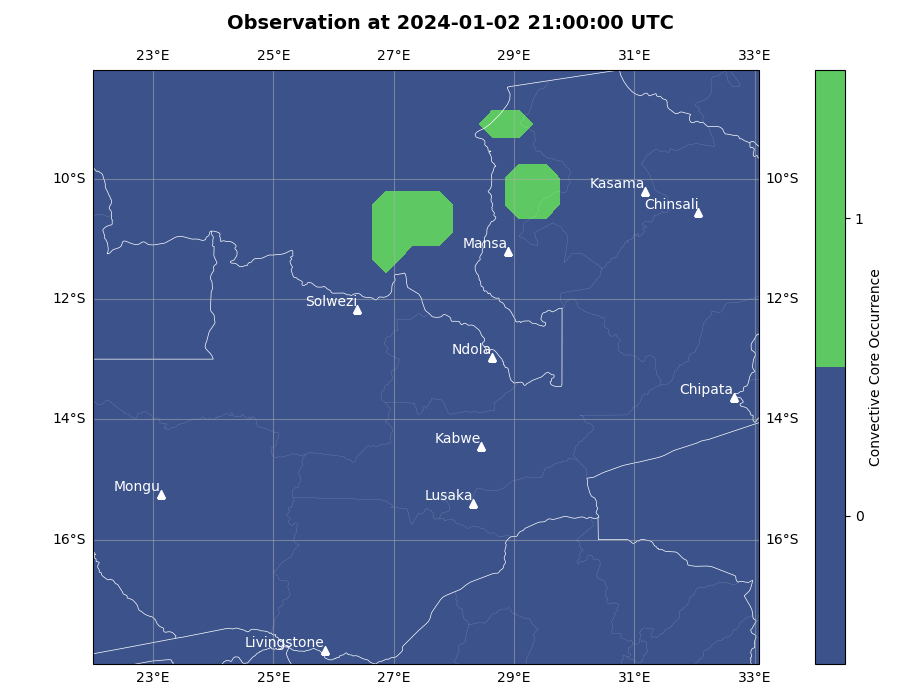 Observation at 2024-01-02 21:00:00 UTC
23°E 25°E 27°E 29°E 31°E 33°E
10°S 10°S
Kasama
Chinsali
Mansa
12°S 12°S
Solwezi
Ndola
Chipata
14°S 14°S
Kabwe
Mongu
Lusaka
16°S 16°S
Livingstone
23°E 25°E 27°E 29°E 31°E 33°E
1
0
Convective Core Occurrence